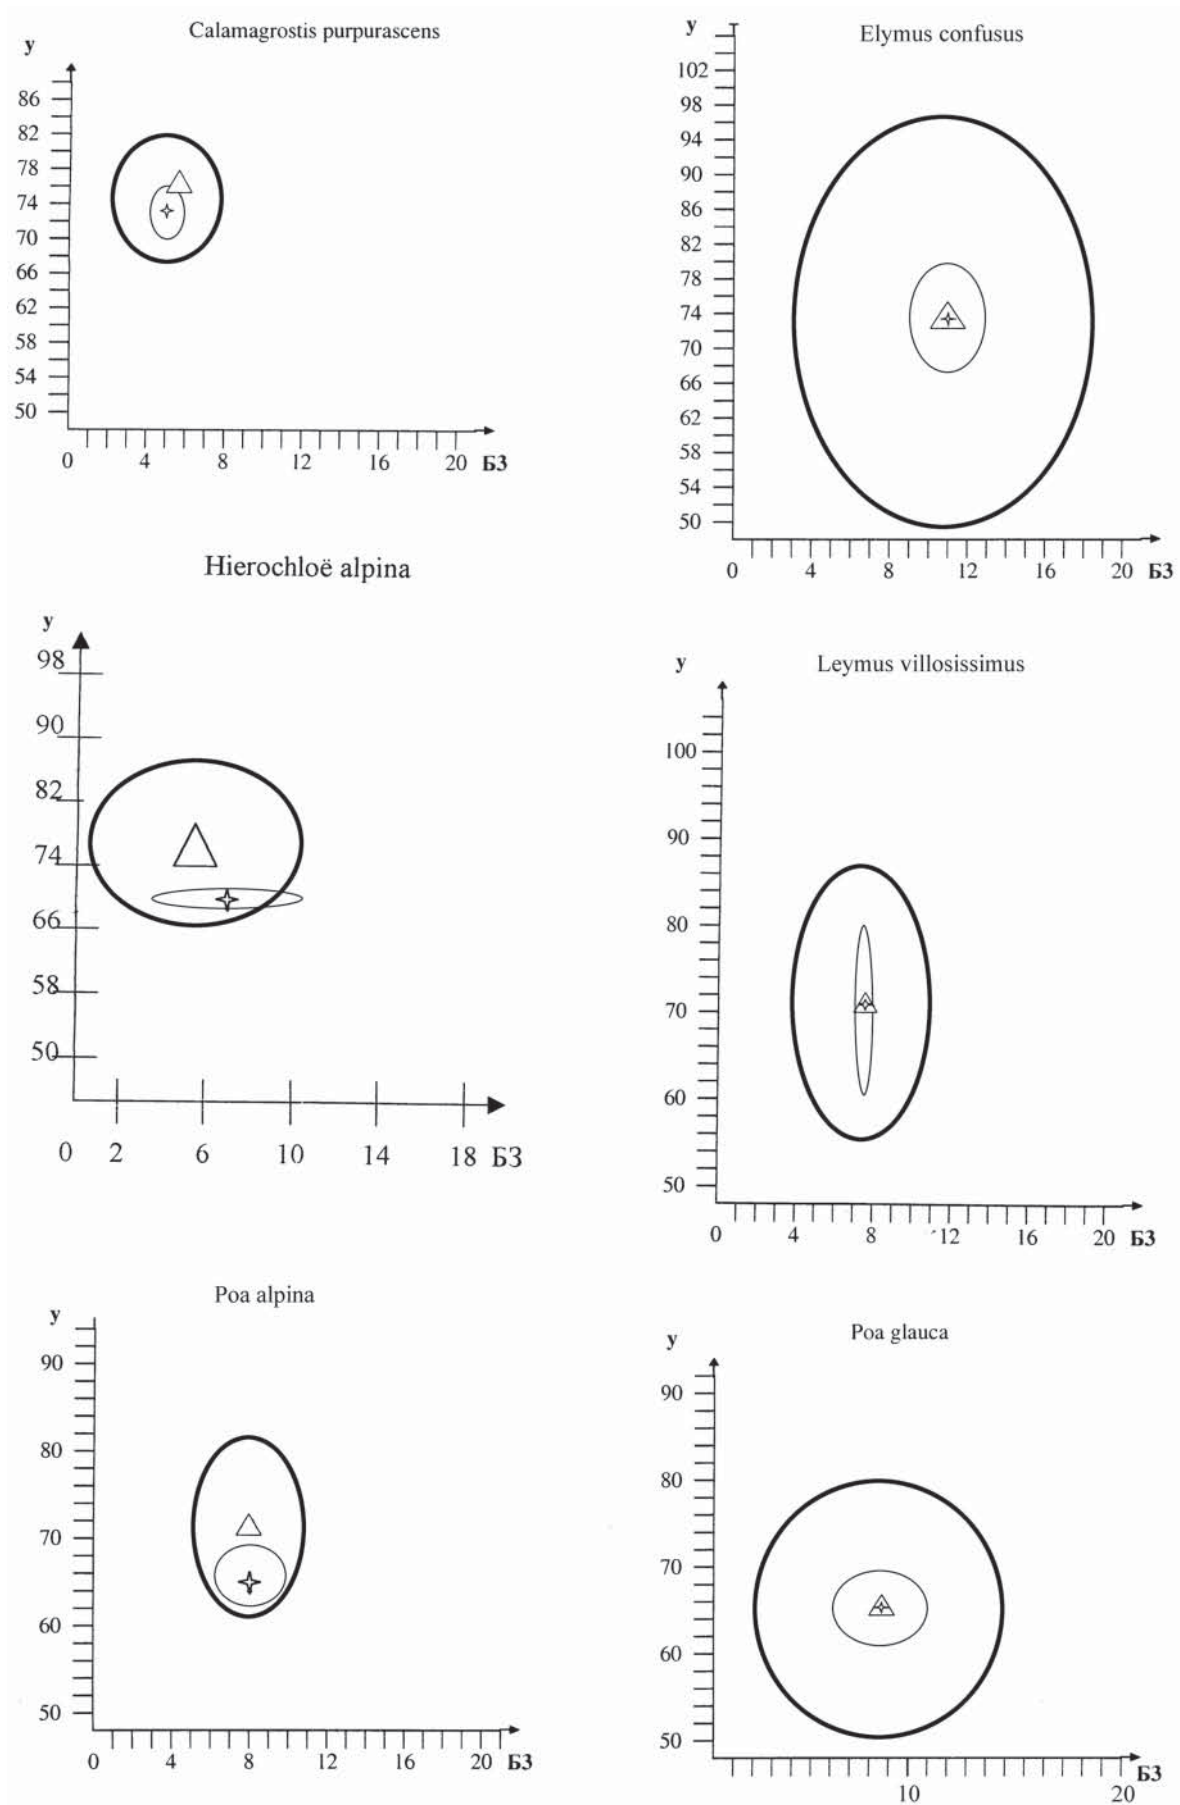 Calamagrostis purpurascens
у
86
82
78
74
70
66
62
58
54
50
0 4 8 12 16 20 БЗ
Elymus confusus
у
102
98
94
90
86
82
78
74
70
66
62
58
54
50
0 4 8 12 16 20 БЗ
Hierochloë alpina
у
98
90
82
74
66
58
50
0 2 6 10 14 18 БЗ
Leymus villosissimus
у
100
90
80
70
60
50
0 4 8 12 16 20 БЗ
Poa alpina
у
90
80
70
60
50
0 4 8 12 16 20 БЗ
Poa glauca
у
90
80
70
60
50
10 20 БЗ